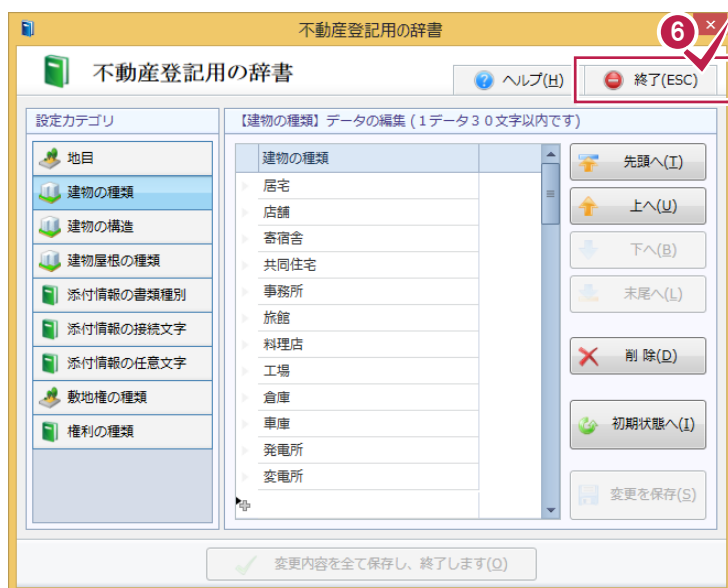 不動産登記用の辞書
6
不動産登記用の辞書
ヘルプ(H)
終了(ESC)
設定カテゴリ
【建物の種類】データの編集(1データ30文字以内です)
地目
建物の種類
建物の構造
建物屋根の種類
添付情報の書類種別
添付情報の接続文字
添付情報の任意文字
敷地権の種類
権利の種類
建物の種類
居宅
店舗
寄宿舎
共同住宅
事務所
旅館
料理店
工場
倉庫
車庫
発電所
変電所
先頭へ(T)
上へ(U)
下へ(B)
末尾へ(L)
削 除(D)
初期状態へ(I)
変更を保存(S)
変更内容を全て保存し、終了します(O)